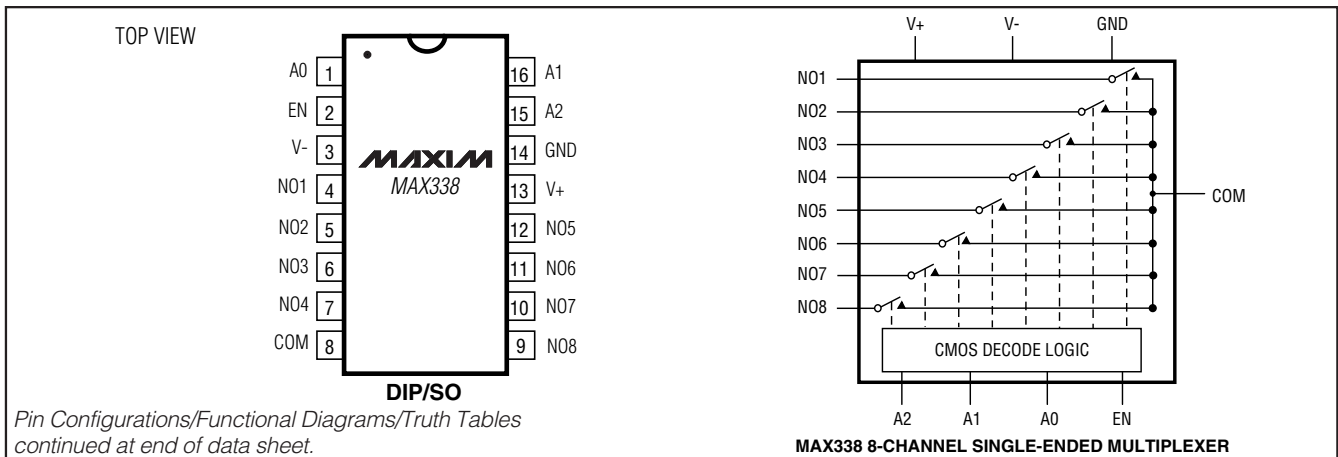 TOP VIEW
A0 1
EN 2
V- 3
NO1 4
NO2 5
NO3 6
NO4 7
COM 8
16 A1
15 A2
14 GND
13 V+
12 NO5
11 NO6
10 NO7
9 NO8
MAXIM
MAX338
DIP/SO
Pin Configurations/Functional Diagrams/Truth Tables
continued at end of data sheet.
V+ V- GND
NO1
NO2
NO3
NO4
NO5
NO6
NO7
NO8
COM
CMOS DECODE LOGIC
A2 A1 A0 EN
MAX338 8-CHANNEL SINGLE-ENDED MULTIPLEXER